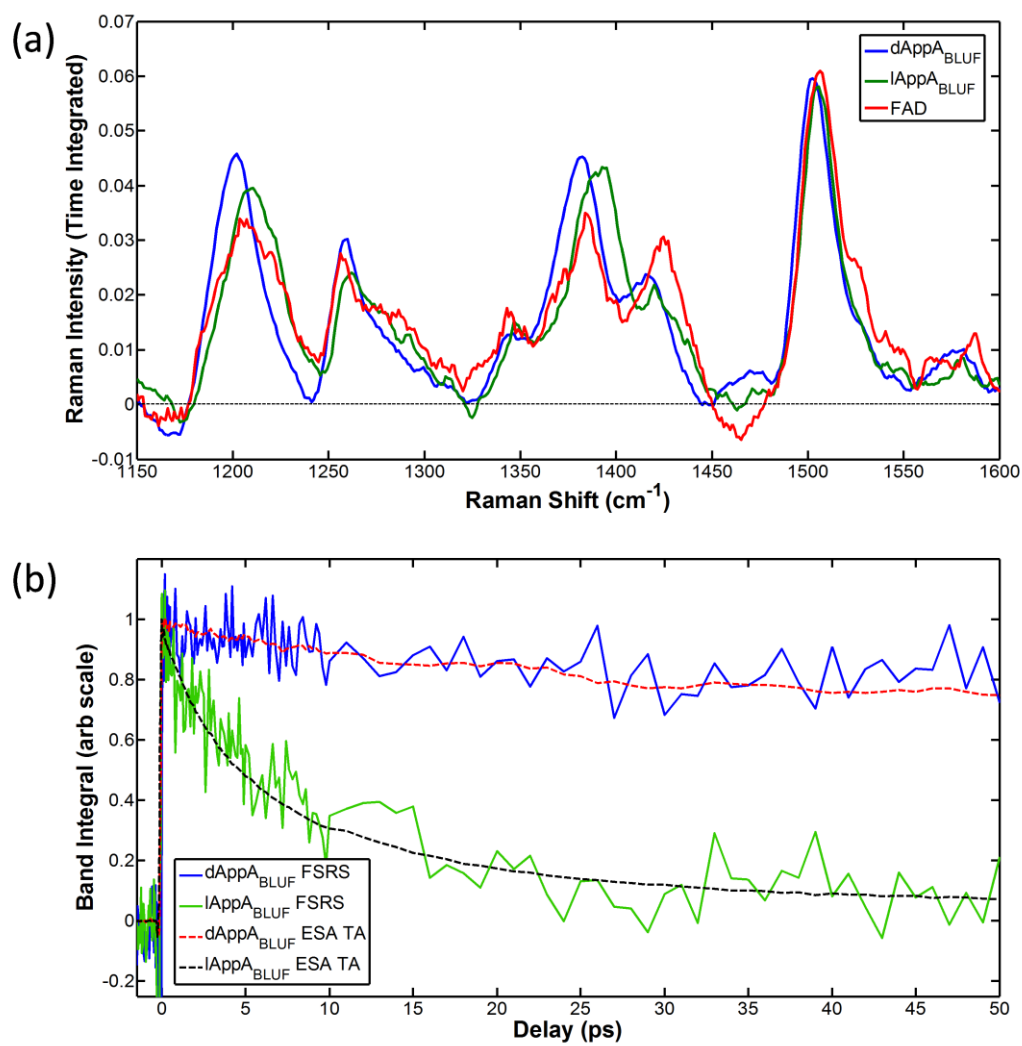 (a)
Raman Intensity (Time Integrated)
0.07
0.06
0.05
0.04
0.03
0.02
0.01
0
-0.01
dAppA_BLUF
lAppA_BLUF
FAD
1150 1200 1250 1300 1350 1400 1450 1500 1550 1600
Raman Shift (cm⁻¹)
(b)
Band Integral (arb scale)
1
0.8
0.6
0.4
0.2
0
-0.2
dAppA_BLUF FSRS
lAppA_BLUF FSRS
dAppA_BLUF ESA TA
lAppA_BLUF ESA TA
0 5 10 15 20 25 30 35 40 45 50
Delay (ps)